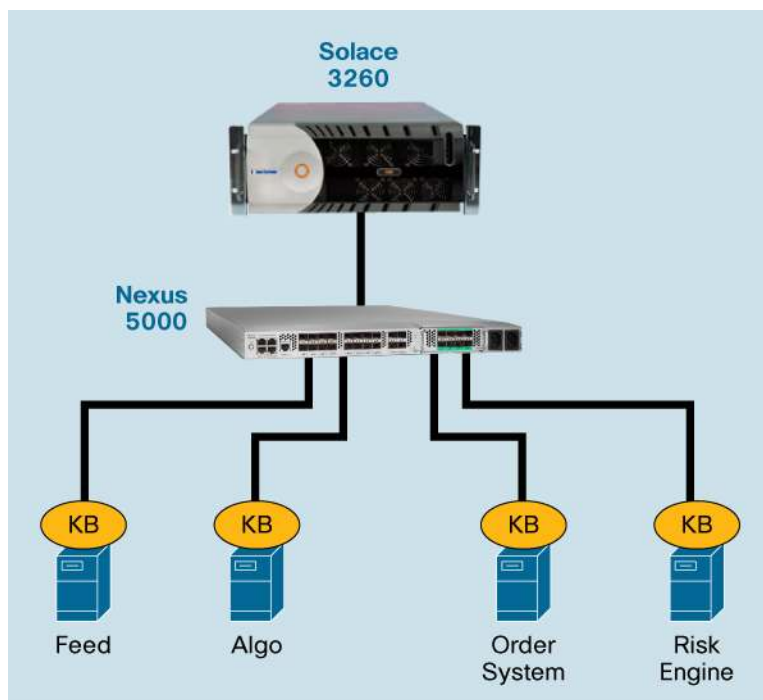 Solace
3260
Nexus
5000
KB
KB
KB
KB
Feed
Algo
Order
System
Risk
Engine